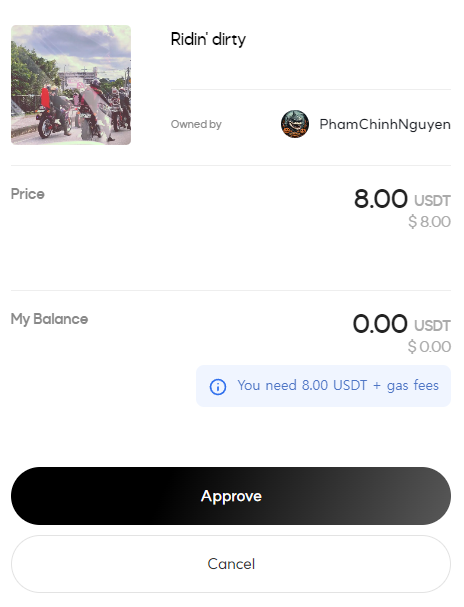 Ridin' dirty
Owned by
PhamChinhNguyen
Price
8.00 USDT
$ 8.00
My Balance
0.00 USDT
$ 0.00
You need 8.00 USDT + gas fees
Approve
Cancel